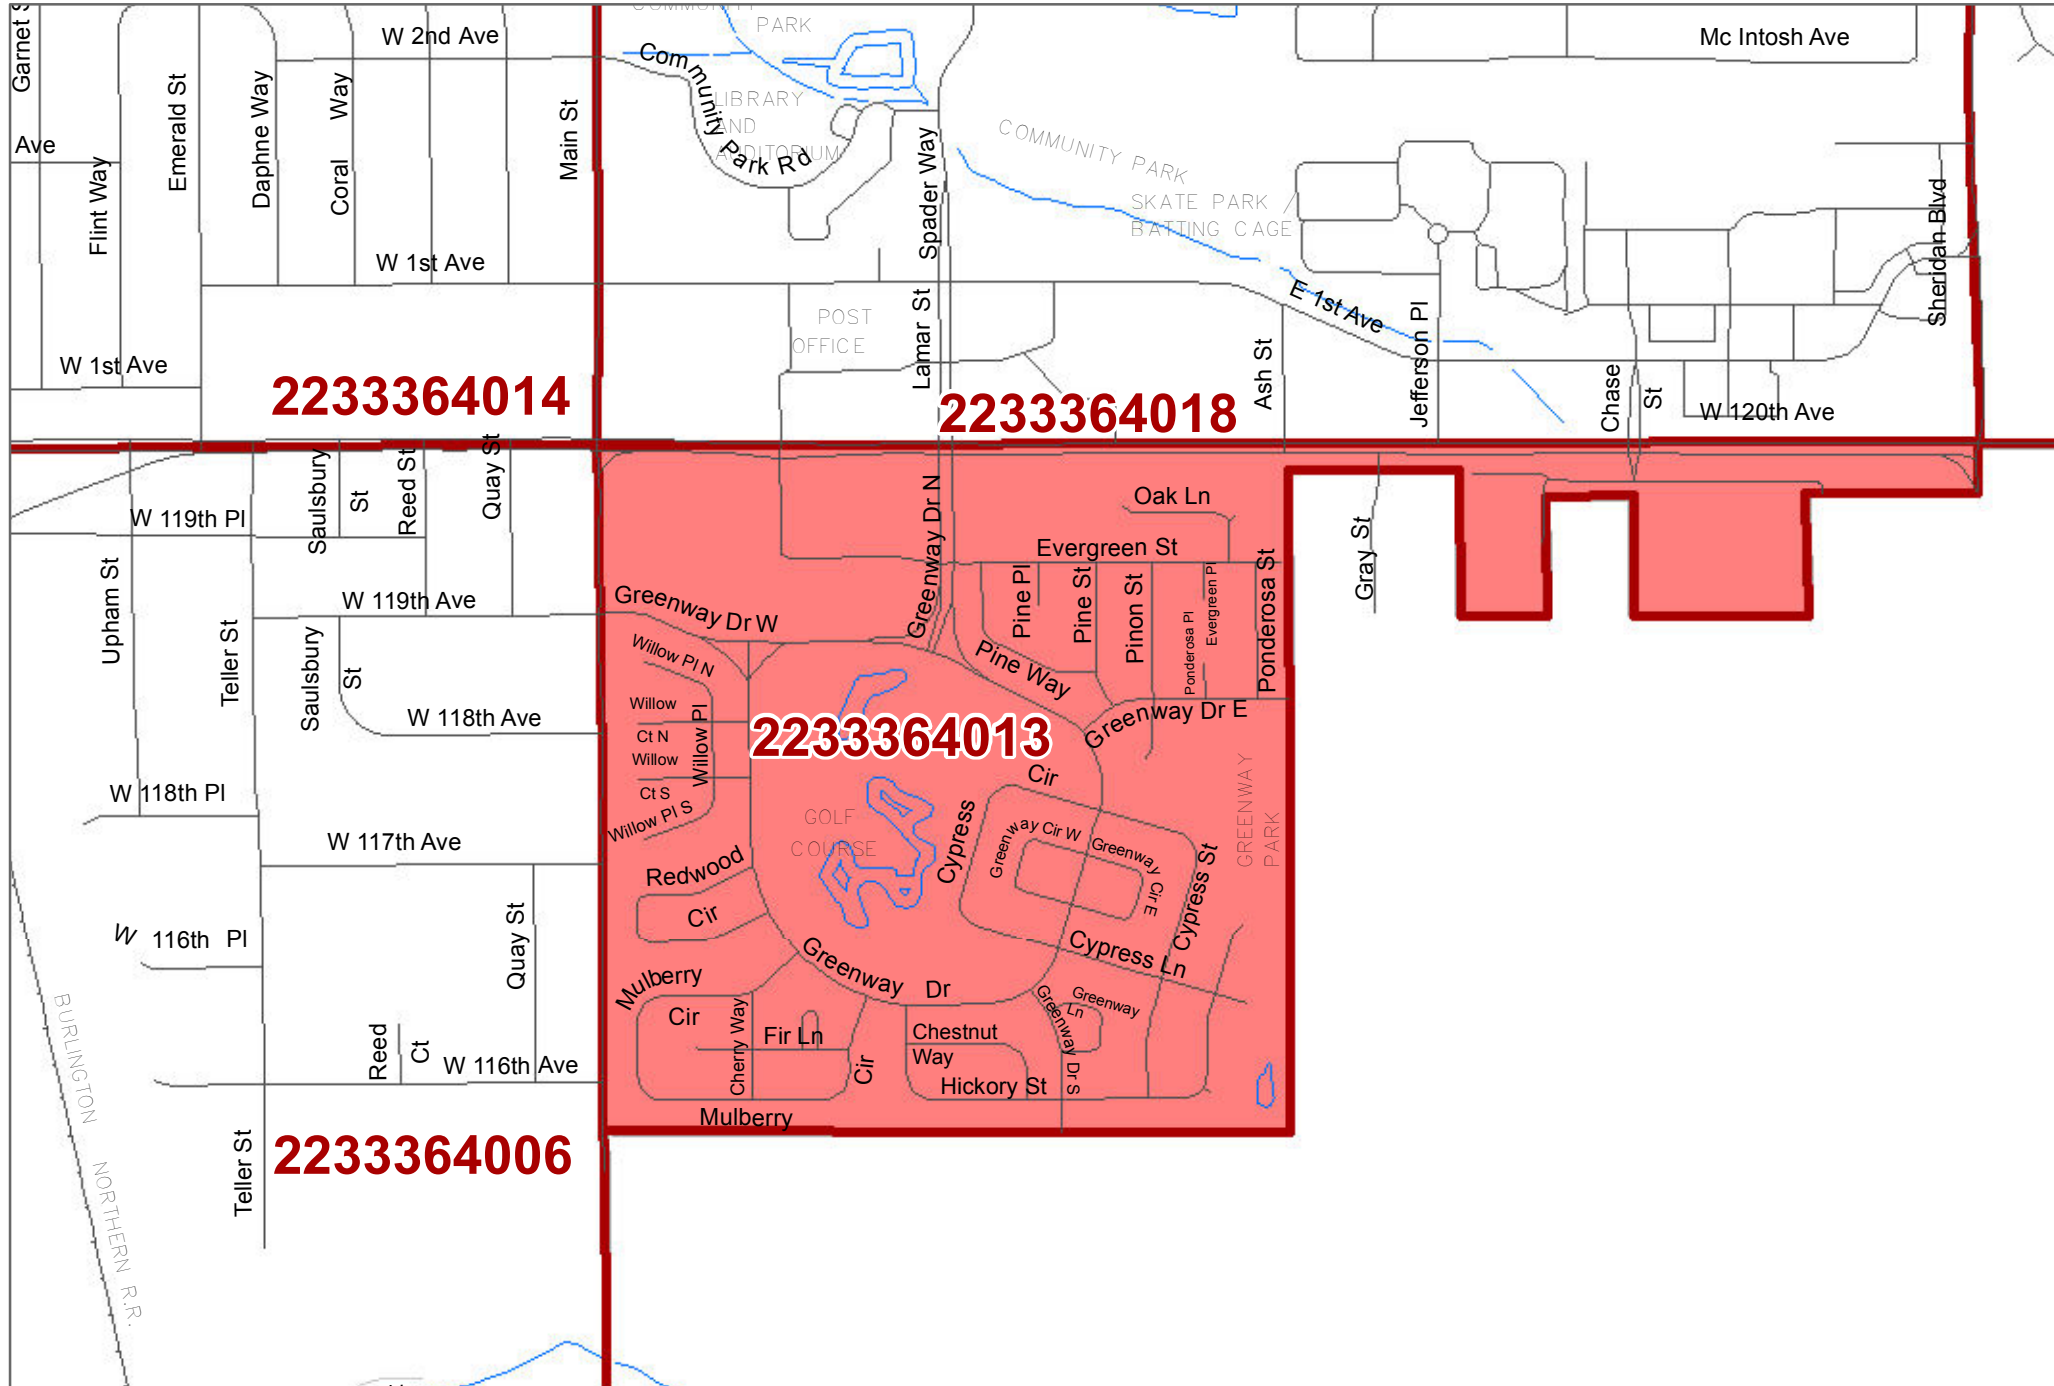 COMMUNITY
PARK
Garnet S
W 2nd Ave
Mc Intosh Ave
Community Park Rd
Emerald St
Daphne Way
Coral Way
Main St
LIBRARY
AND
AUDITORIUM
Spader Way
COMMUNITY PARK
Ave
Flint Way
SKATE PARK /
BATTING CAGE
Sheridan Blvd
W 1st Ave
E 1st Ave
POST
OFFICE
Lamar St
Ash St
Jefferson Pl
W 1st Ave
Chase
St
2233364014
2233364018
W 120th Ave
Saulsbury
St
Reed St
Quay St
Greenway Dr N
Oak Ln
W 119th Pl
Evergreen St
Gray St
Upham St
W 119th Ave
Greenway Dr W
Pine Pl
Pine St
Pinon St
Ponderosa Pl
Evergreen Pl
Ponderosa St
Teller St
Saulsbury
St
Willow Pl N
Pine Way
W 118th Ave
Willow
Ct N
Willow Pl
Willow
Ct S
Willow Pl S
2233364013
Greenway Dr E
Cir
GREENWAY
PARK
W 118th Pl
GOLF
COURSE
Cypress
Greenway Cir W
Greenway Cir E
Cypress St
W 117th Ave
Redwood
Cir
Quay St
W 116th Pl
Greenway Dr
Cypress Ln
Mulberry
Cir
Cherry Way
Fir Ln
Cir
Chestnut
Way
Greenway
Ln
Greenway Dr S
BURLINGTON NORTHERN R.R.
Reed
Ct
W 116th Ave
Hickory St
Mulberry
Teller St
2233364006